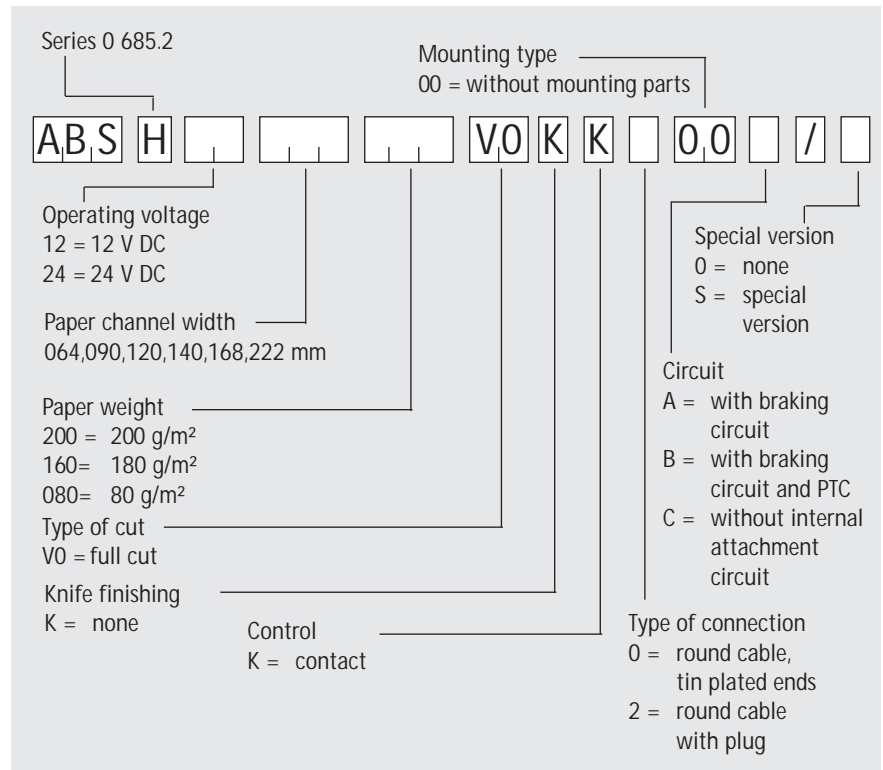 Series 0 685.2
Mounting type
00 = without mounting parts
ABS H V0 K K 00 /
Operating voltage
12 = 12 V DC
24 = 24 V DC
Paper channel width
064,090,120,140,168,222 mm
Paper weight
200 = 200 g/m²
160= 180 g/m²
080= 80 g/m²
Type of cut
V0 = full cut
Knife finishing
K = none
Control
K = contact
Special version
0 = none
S = special
version
Circuit
A = with braking
circuit
B = with braking
circuit and PTC
C = without internal
attachment
circuit
Type of connection
0 = round cable,
tin plated ends
2 = round cable
with plug